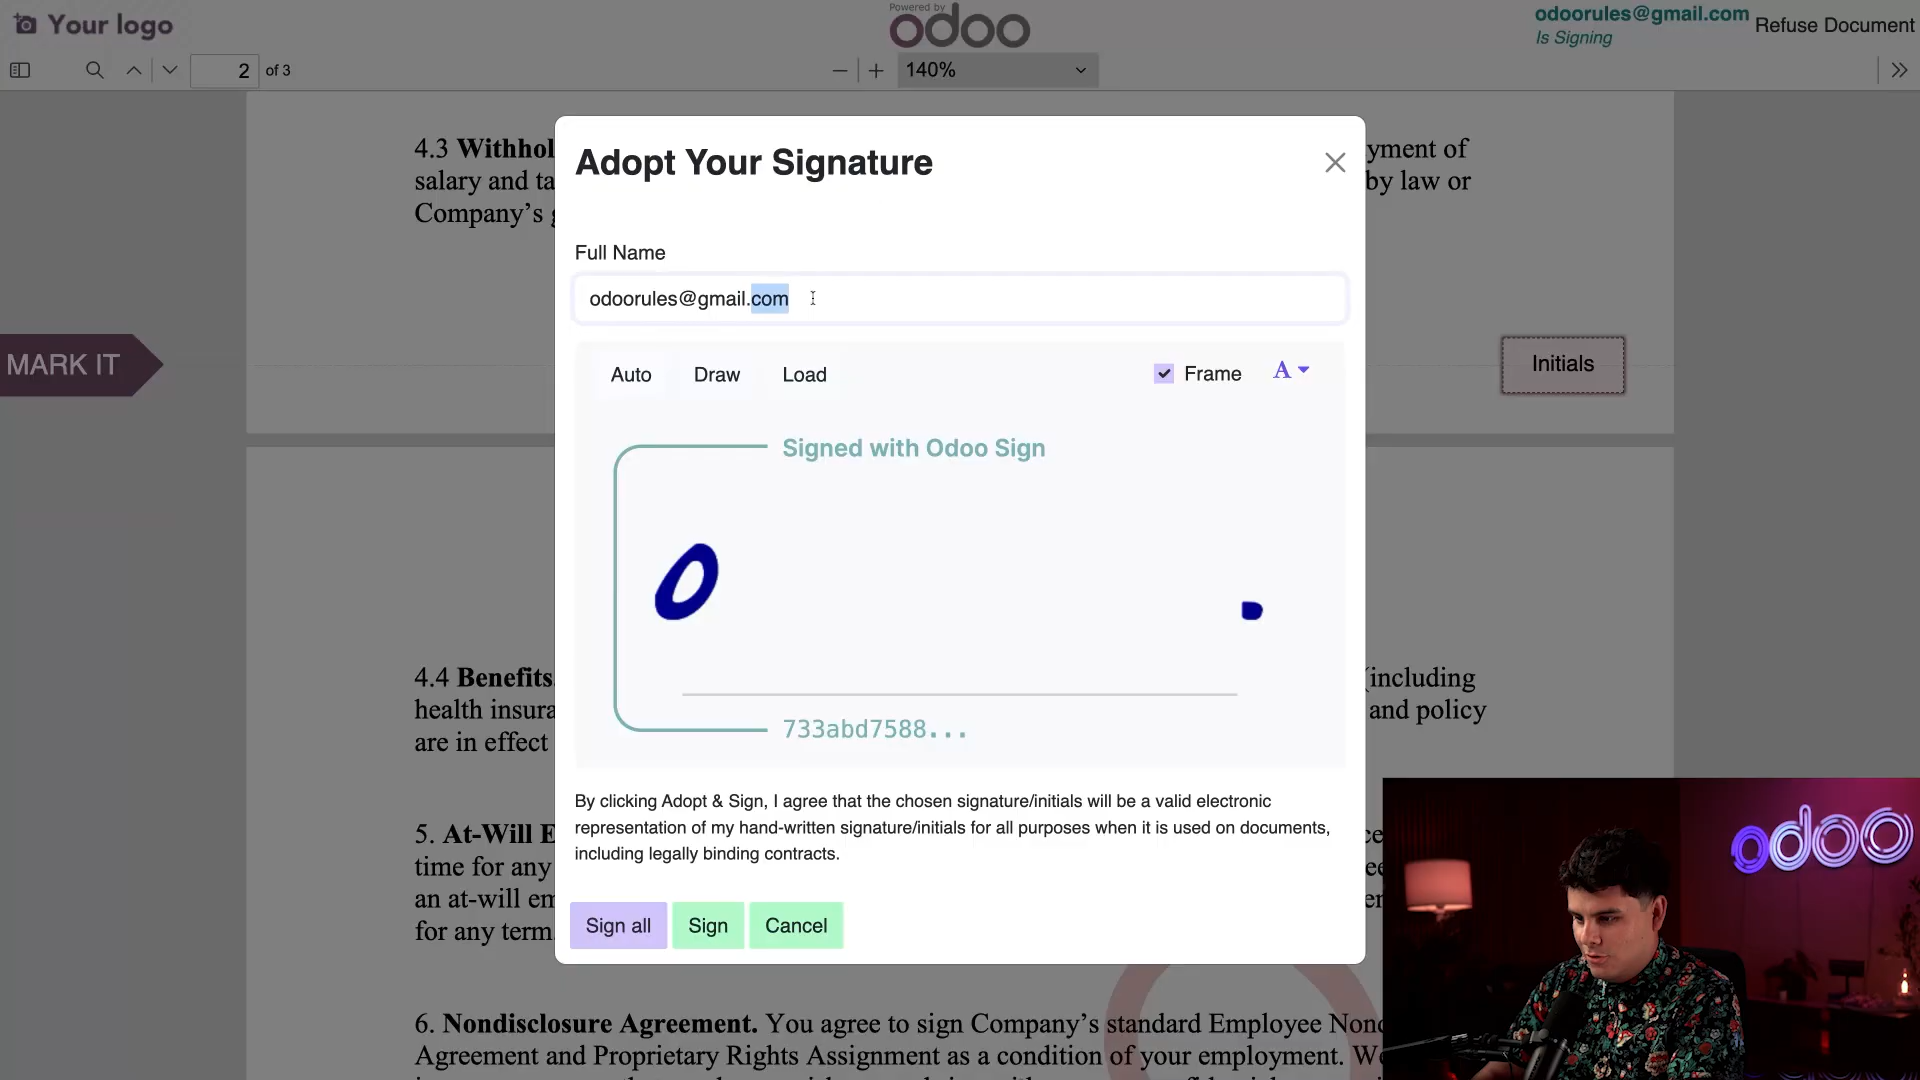 Your logo
Powered by
odoo
odoorules@gmail.com
Is Signing
Refuse Document
2 of 3
140%
4.3 Withhol
yment of
salary and ta
by law or
Company's g
Adopt Your Signature
Full Name
odoorules@gmail.com
MARK IT
Initials
Auto Draw Load
Frame A
Signed with Odoo Sign
o.
733abd7588...
4.4 Benefits.
(including
health insura
and policy
are in effect
By clicking Adopt & Sign, I agree that the chosen signature/initials will be a valid electronic
representation of my hand-written signature/initials for all purposes when it is used on documents,
including legally binding contracts.
5. At-Will E
time for any
an at-will em
for any term.
Sign all Sign Cancel
odoo
6. Nondisclosure Agreement. You agree to sign Company's standard Employee Nond
Agreement and Proprietary Rights Assignment as a condition of your employment. We